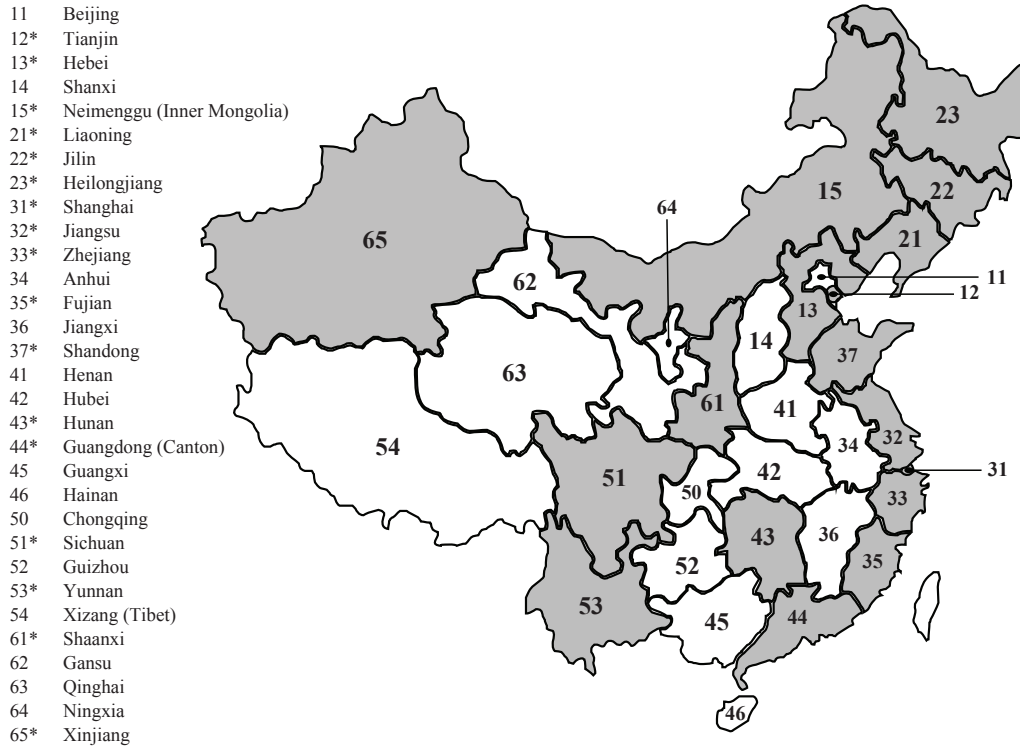 11 Beijing
12* Tianjin
13* Hebei
14 Shanxi
15* Neimenggu (Inner Mongolia)
21* Liaoning
22* Jilin
23* Heilongjiang
31* Shanghai
32* Jiangsu
33* Zhejiang
34 Anhui
35* Fujian
36 Jiangxi
37* Shandong
41 Henan
42 Hubei
43* Hunan
44* Guangdong (Canton)
45 Guangxi
46 Hainan
50 Chongqing
51* Sichuan
52 Guizhou
53* Yunnan
54 Xizang (Tibet)
61* Shaanxi
62 Gansu
63 Qinghai
64 Ningxia
65* Xinjiang
23
15
22
64
21
65
62
11
12
13
14
37
63
61
41
54
32
34
51
42
31
50
33
43
36
35
52
53
45
44
46